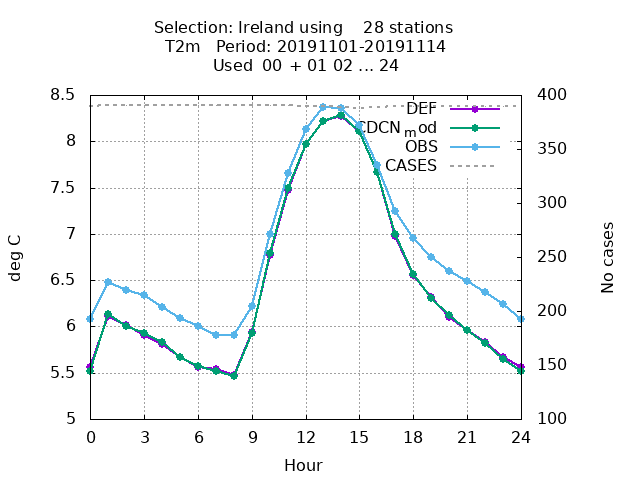 Selection: Ireland using 28 stations
T2m Period: 20191101-20191114
Used 00 + 01 02 ... 24
deg C
No cases
8.5
8
7.5
7
6.5
6
5.5
5
400
350
300
250
200
150
100
DEF
CDCN_mod
OBS
CASES
0 3 6 9 12 15 18 21 24
Hour